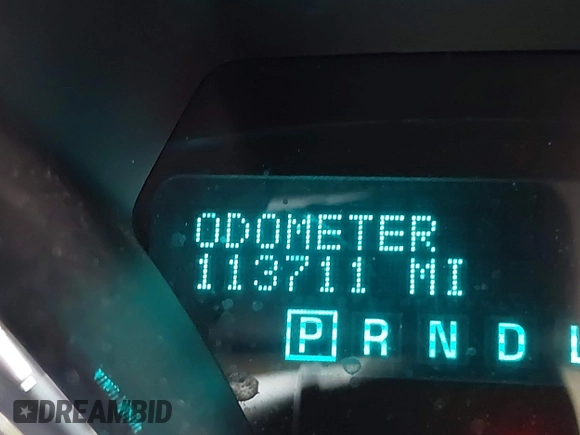 ODOMETER
113711 MI
P R N D L
DREAMBID